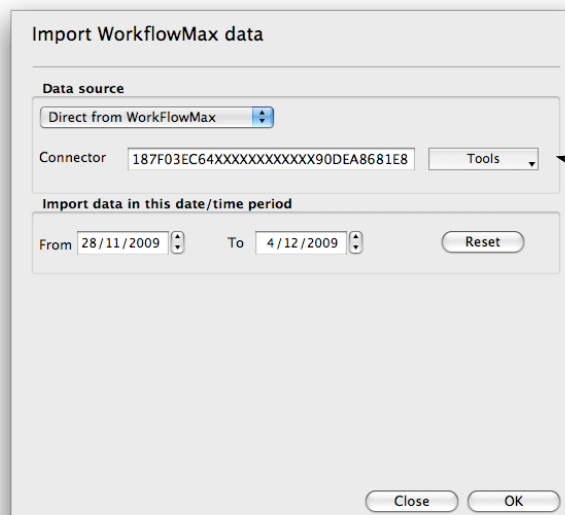 Import WorkflowMax data
Data source
Direct from WorkFlowMax
Connector 187F03EC64XXXXXXXXXXXX90DEA8681E8 Tools
Import data in this date/time period
From 28/11/2009 To 4/12/2009 Reset
Close OK